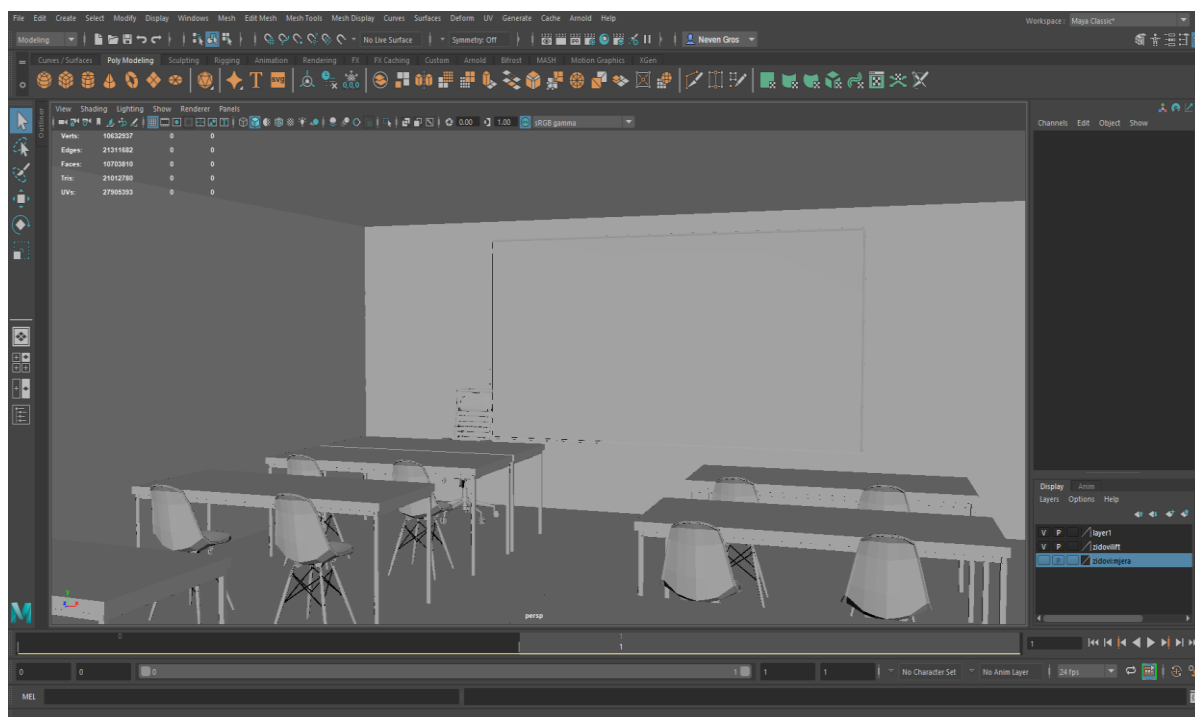 File Edit Create Select Modify Display Windows Mesh Edit Mesh Mesh Tools Mesh Display Curves Surfaces Deform UV Generate Cache Arnold Help
Workspace: Maya Classic*
Modeling No Live Surface Symmetry: Off Neven Gros
Curves / Surfaces Poly Modeling Sculpting Rigging Animation Rendering FX FX Caching Custom Arnold Bifrost MASH Motion Graphics XGen
View Shading Lighting Show Renderer Panels
0.00 1.00 sRGB gamma
Channels Edit Object Show
Outliner
Verts: 10632937 0 0
Edges: 21311682 0 0
Faces: 10703810 0 0
Tris: 21012780 0 0
UVs: 27905393 0 0
persp
Display Anim
Layers Options Help
V P layer1
V P zidovilift
P zidovi:mjera
0 1
1
1
0 0 0 1 1 1 No Character Set No Anim Layer 24 fps
MEL